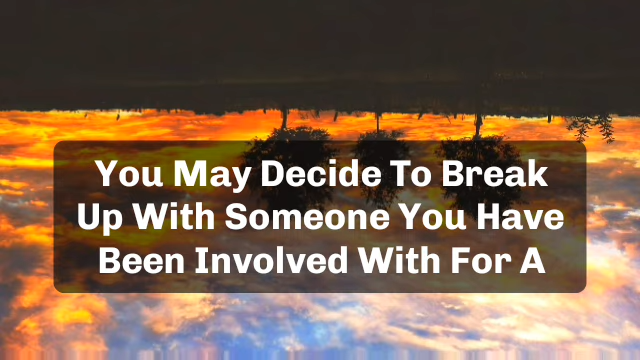 You May Decide To Break
Up With Someone You Have
Been Involved With For A